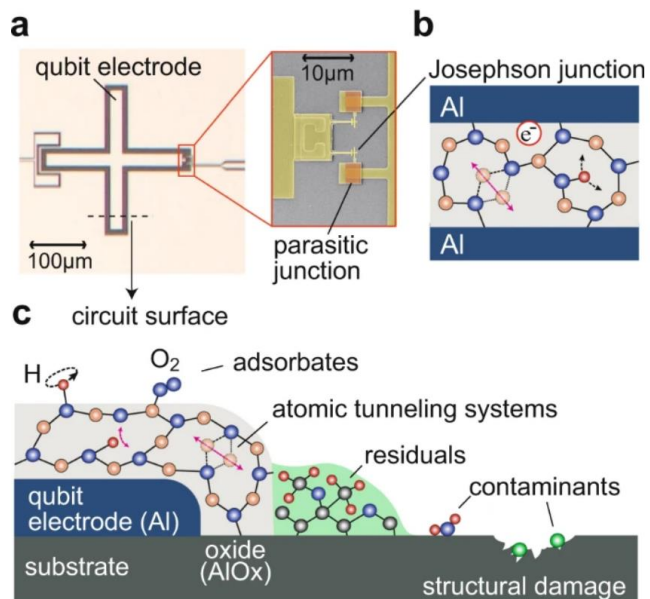 a
qubit electrode
100μm
10μm
Josephson junction
parasitic
junction
circuit surface
b
Al
e⁻
Al
c
H
O₂
adsorbates
atomic tunneling systems
residuals
contaminants
qubit
electrode (Al)
oxide
(AlOx)
substrate
structural damage